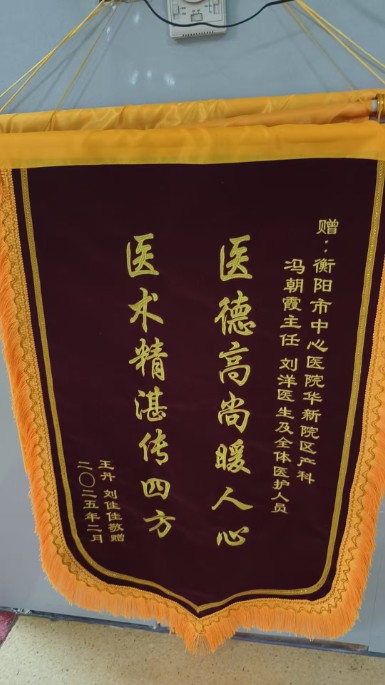 赠：衡阳市中心医院华新院区产科
冯朝霞主任 刘洋医生及全体医护人员
医德高尚暖人心
医术精湛传四方
王丹 刘佳佳敬赠
二〇二五年二月